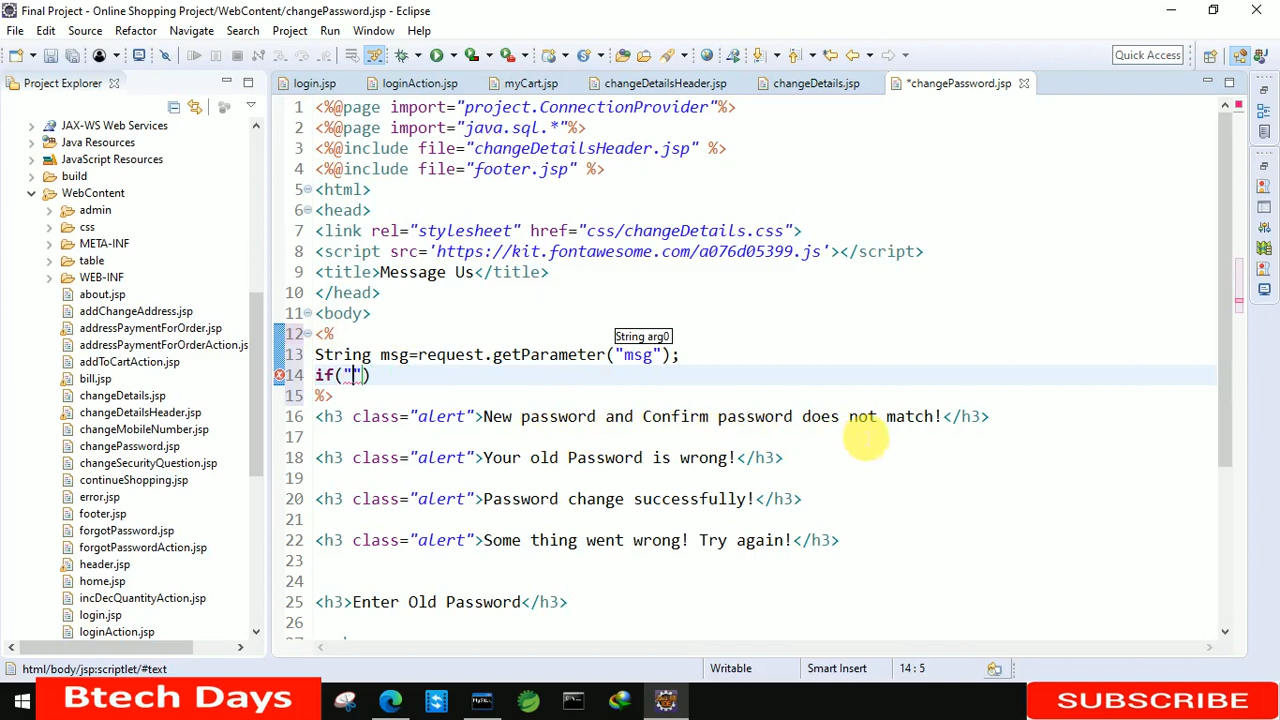 Final Project - Online Shopping Project/WebContent/changePassword.jsp - Eclipse
File Edit Source Refactor Navigate Search Project Run Window Help
Quick Access
Project Explorer
login.jsp loginAction.jsp myCart.jsp changeDetailsHeader.jsp changeDetails.jsp *changePassword.jsp
JAX-WS Web Services
Java Resources
JavaScript Resources
build
WebContent
admin
css
META-INF
table
WEB-INF
about.jsp
addChangeAddress.jsp
addressPaymentForOrder.jsp
addressPaymentForOrderAction.js
addToCartAction.jsp
bill.jsp
changeDetails.jsp
changeDetailsHeader.jsp
changeMobileNumber.jsp
changePassword.jsp
changeSecurityQuestion.jsp
continueShopping.jsp
error.jsp
footer.jsp
forgotPassword.jsp
forgotPasswordAction.jsp
header.jsp
home.jsp
incDecQuantityAction.jsp
login.jsp
loginAction.jsp
1 <%@page import="project.ConnectionProvider"%>
2 <%@page import="java.sql.*"%>
3 <%@include file="changeDetailsHeader.jsp" %>
4 <%@include file="footer.jsp" %>
5 <html>
6 <head>
7 <link rel="stylesheet" href="css/changeDetails.css">
8 <script src='https://kit.fontawesome.com/a076d05399.js'></script>
9 <title>Message Us</title>
10 </head>
11 <body>
12 <%
String arg0
13 String msg=request.getParameter("msg");
14 if("")
15 %>
16 <h3 class="alert">New password and Confirm password does not match!</h3>
17
18 <h3 class="alert">Your old Password is wrong!</h3>
19
20 <h3 class="alert">Password change successfully!</h3>
21
22 <h3 class="alert">Some thing went wrong! Try again!</h3>
23
24
25 <h3>Enter Old Password</h3>
html/body/jsp:scriptlet/#text
Writable Smart Insert 14 : 5
Btech Days
SUBSCRIBE